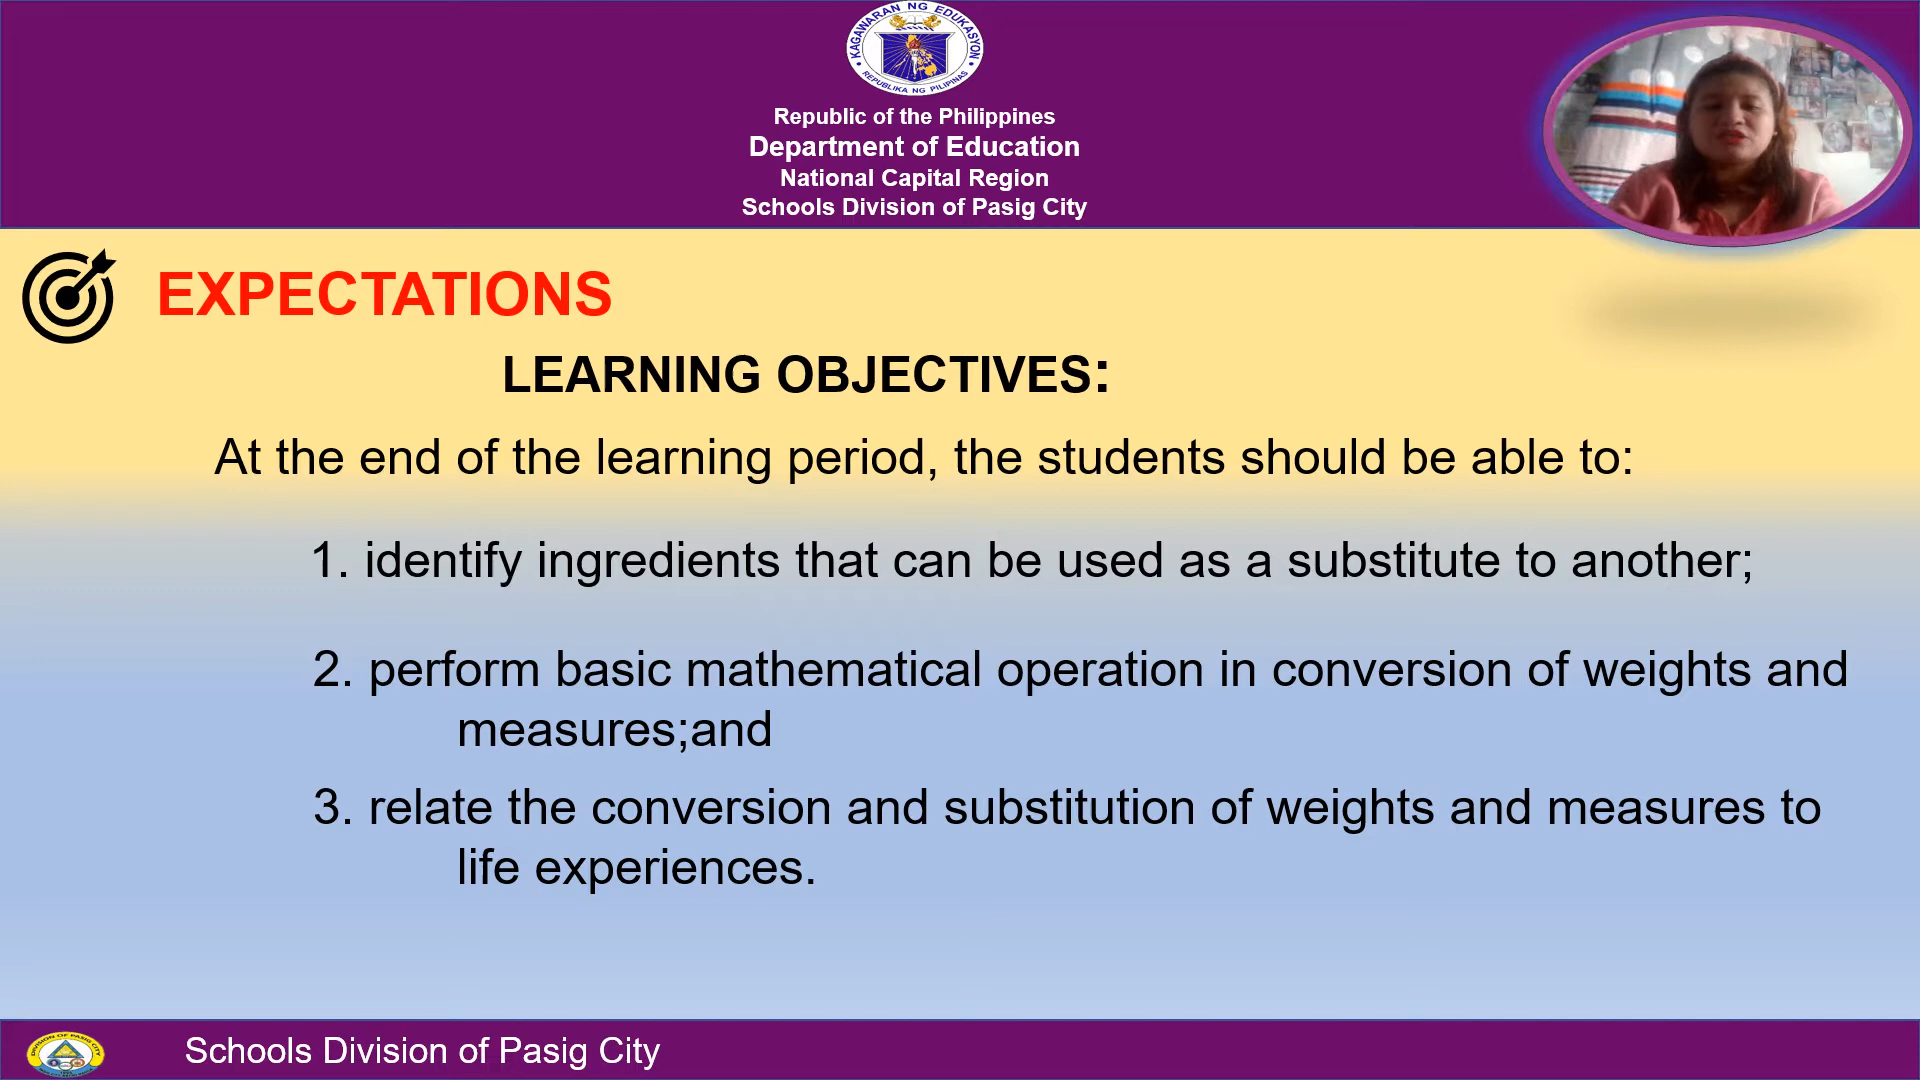 KAGAWARAN NG EDUKASYON
REPUBLIKA NG PILIPINAS
Republic of the Philippines
Department of Education
National Capital Region
Schools Division of Pasig City
EXPECTATIONS
LEARNING OBJECTIVES:
At the end of the learning period, the students should be able to:
1. identify ingredients that can be used as a substitute to another;
2. perform basic mathematical operation in conversion of weights and
measures;and
3. relate the conversion and substitution of weights and measures to
life experiences.
DIVISION OF PASIG CITY
Schools Division of Pasig City